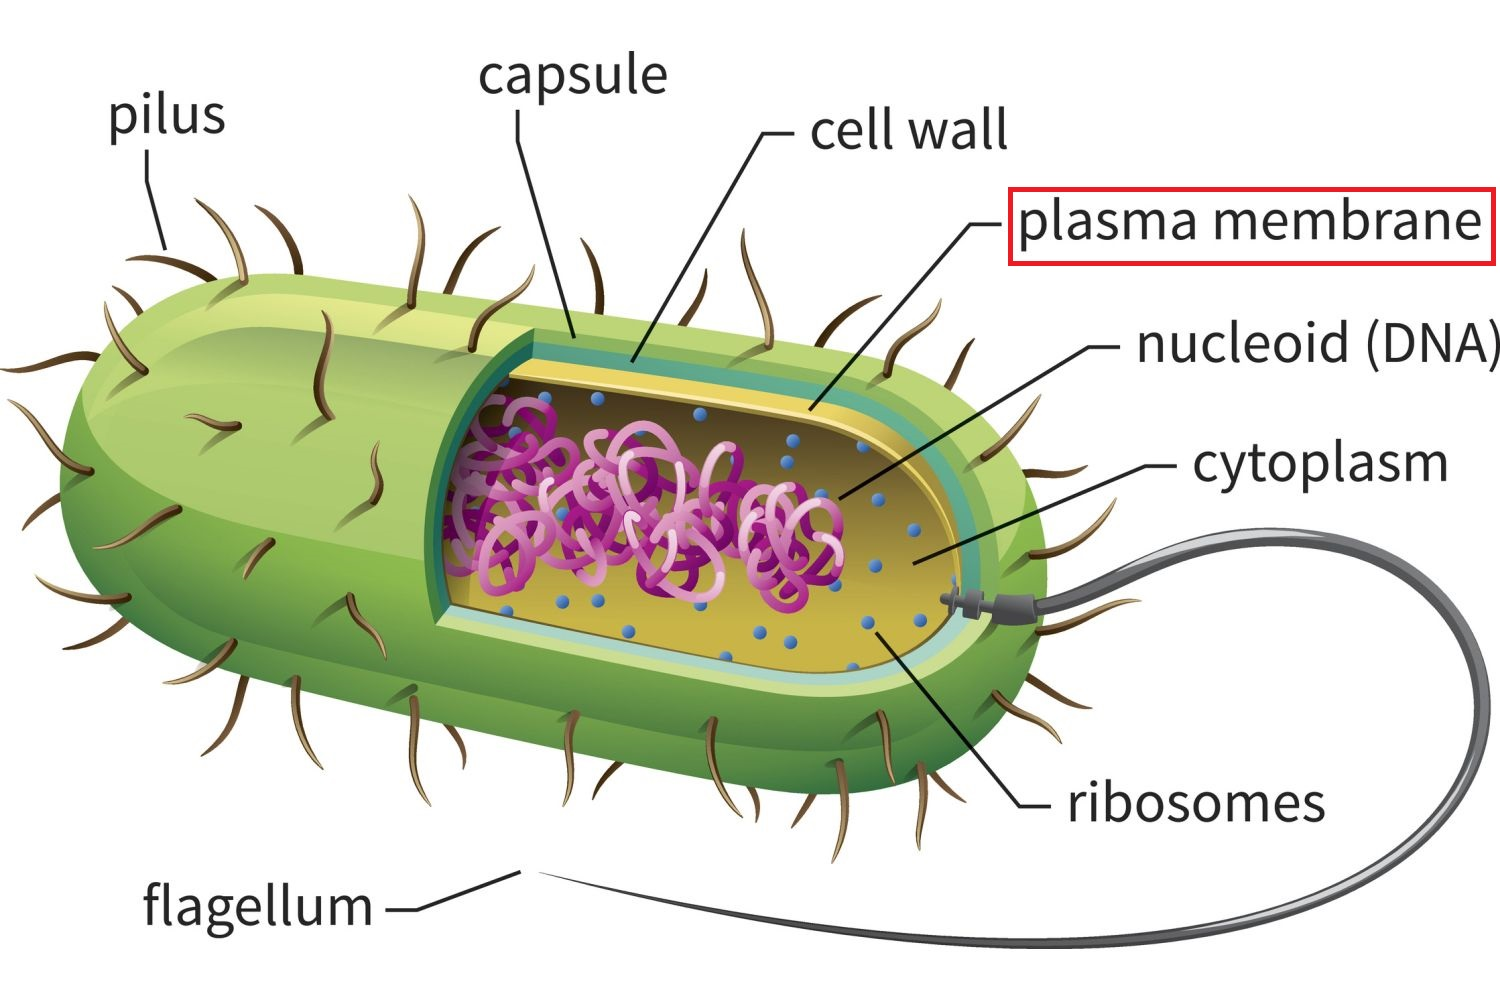 capsule
pilus
cell wall
plasma membrane
nucleoid (DNA)
cytoplasm
ribosomes
flagellum